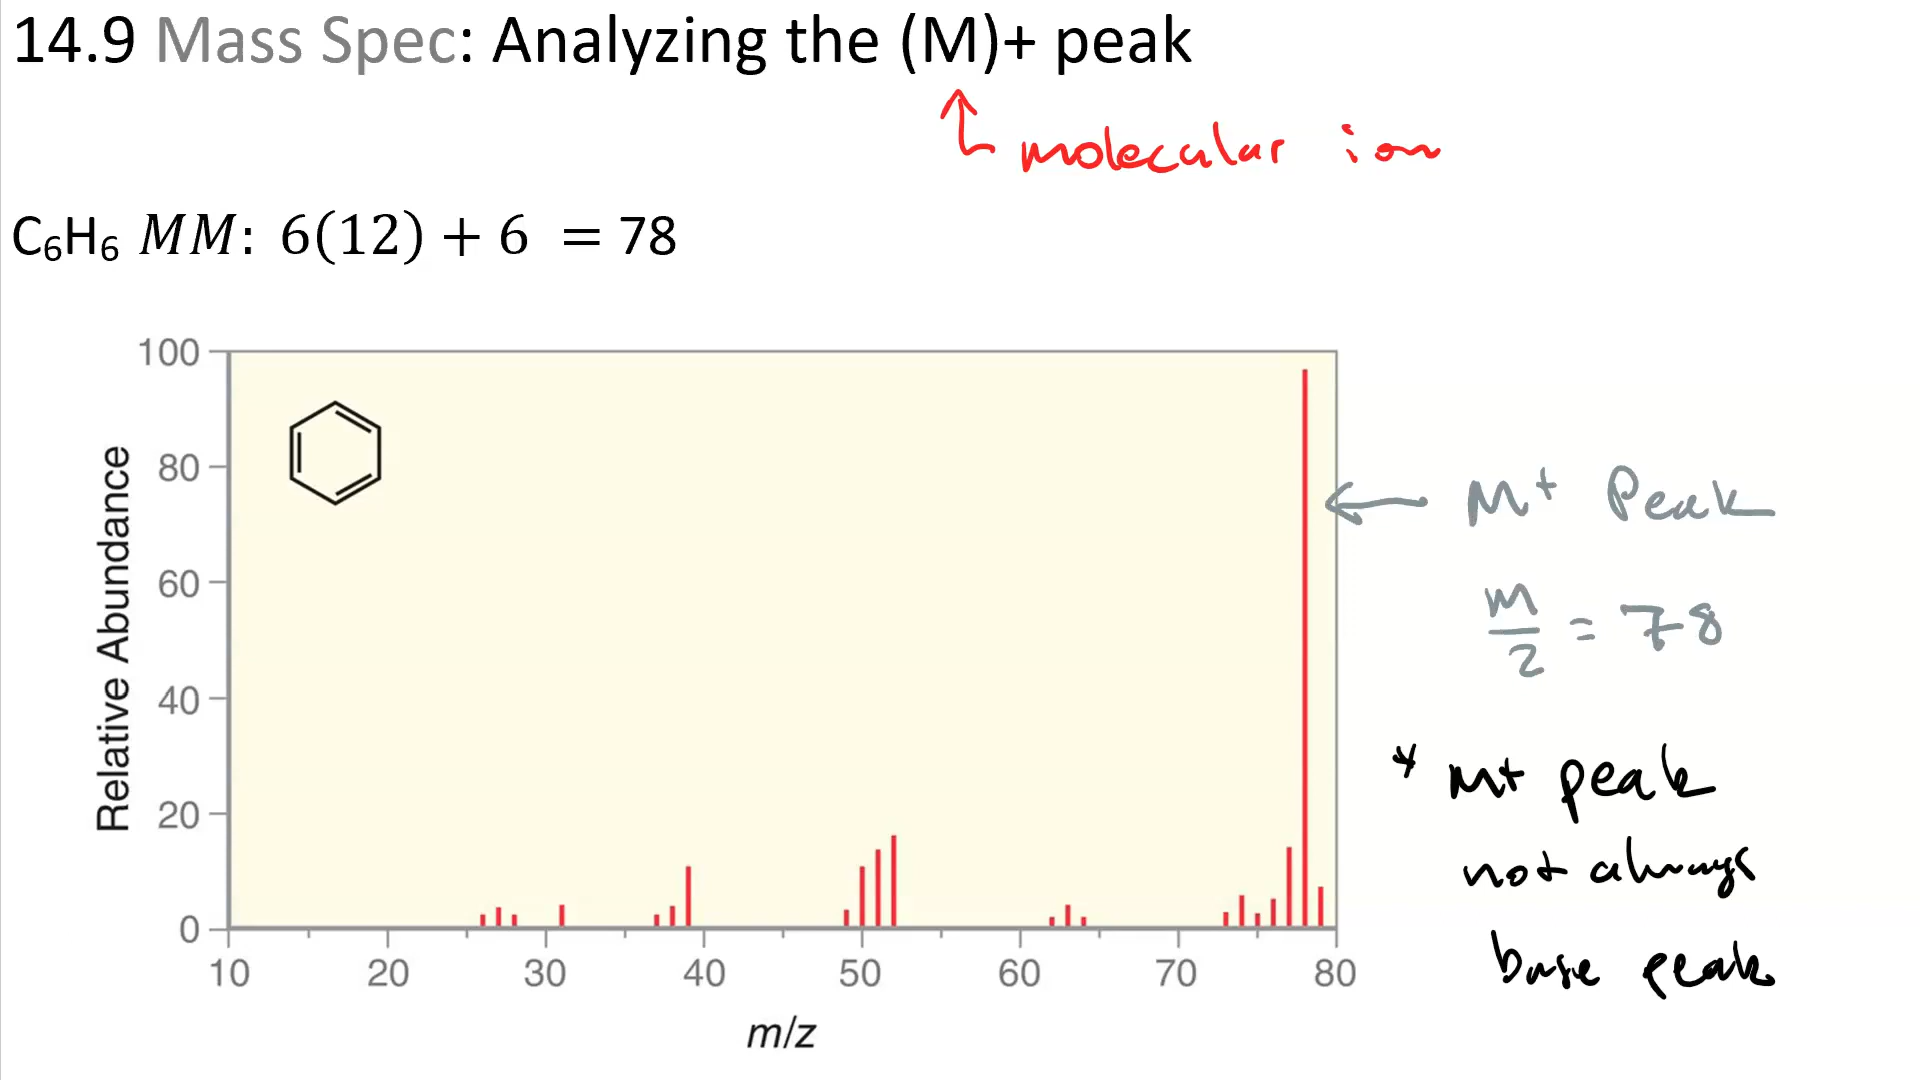 14.9 Mass Spec: Analyzing the (M)+ peak
molecular ion
C₆H₆ MM: 6(12) + 6 = 78
100
80
60
40
20
0
Relative Abundance
10 20 30 40 50 60 70 80
m/z
M+ Peak
m/z = 78
* M+ peak
not always
base peak